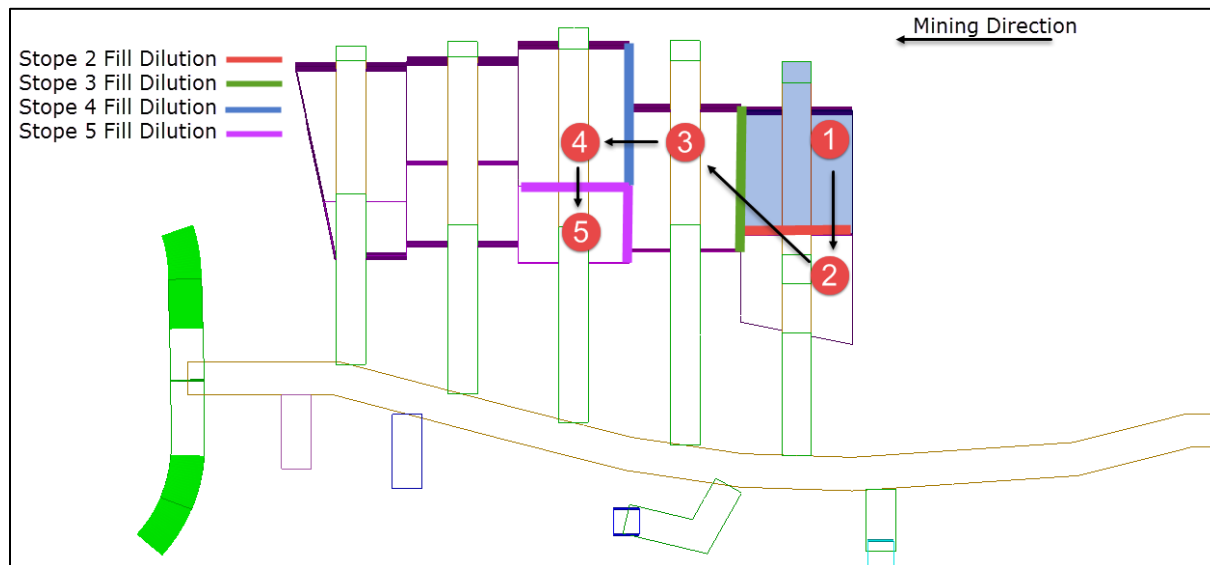 Mining Direction
Stope 2 Fill Dilution
Stope 3 Fill Dilution
Stope 4 Fill Dilution
Stope 5 Fill Dilution
1
4
3
5
2